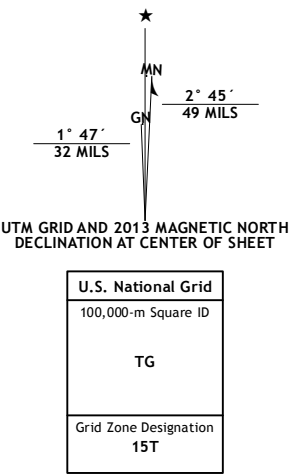 ★
MN
2° 45´
49 MILS
GN
1° 47´
32 MILS
UTM GRID AND 2013 MAGNETIC NORTH
DECLINATION AT CENTER OF SHEET
U.S. National Grid
100,000-m Square ID
TG
Grid Zone Designation
15T